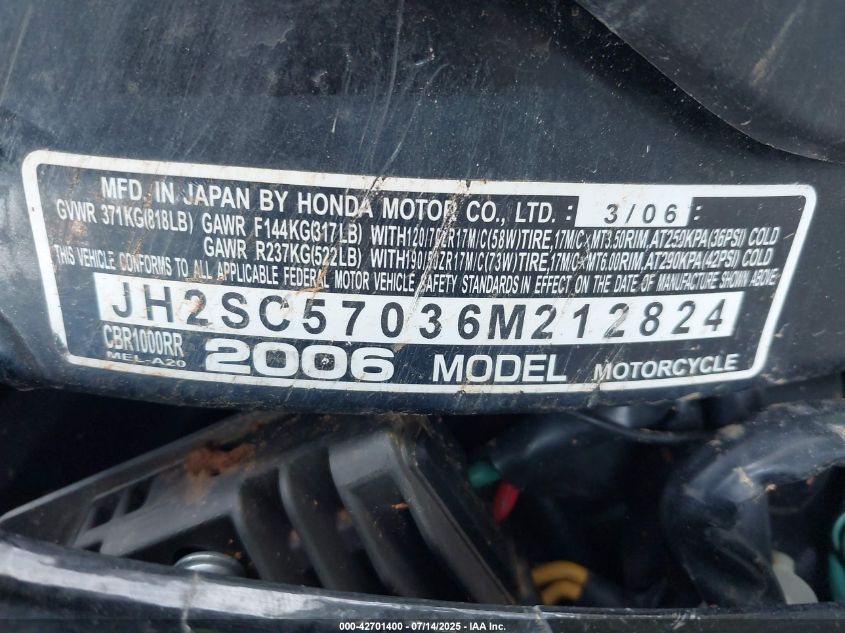 MFD. IN JAPAN BY HONDA MOTOR CO., LTD. : 3/06 :
GVWR 371KG(818LB) GAWR F144KG(317LB) WITH120/70ZR17M/C(58W)TIRE,17M/C×MT3.50RIM,AT250KPA(36PSI) COLD
GAWR R237KG(522LB) WITH190/50ZR17M/C(73W)TIRE,17M/C×MT6.00RIM,AT290KPA(42PSI) COLD
THIS VEHICLE CONFORMS TO ALL APPLICABLE FEDERAL MOTOR VEHICLE SAFETY STANDARDS IN EFFECT ON THE DATE OF MANUFACTURE SHOWN ABOVE
JH2SC57036M212824
CBR1000RR
MEL-A20
2006 MODEL MOTORCYCLE
000-42701400 - 07/14/2025 - IAA Inc.